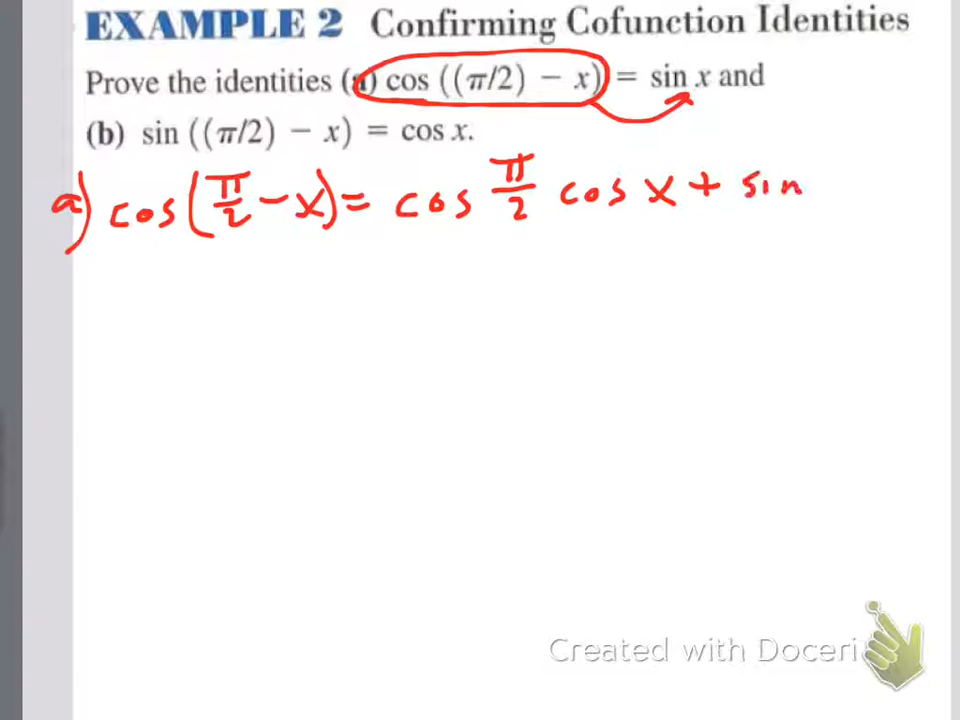 EXAMPLE 2 Confirming Cofunction Identities
Prove the identities (a) cos ((π/2) − x) = sin x and
(b) sin ((π/2) − x) = cos x.
a) cos(π/2 − x) = cos π/2 cos x + sin
Created with Doceri